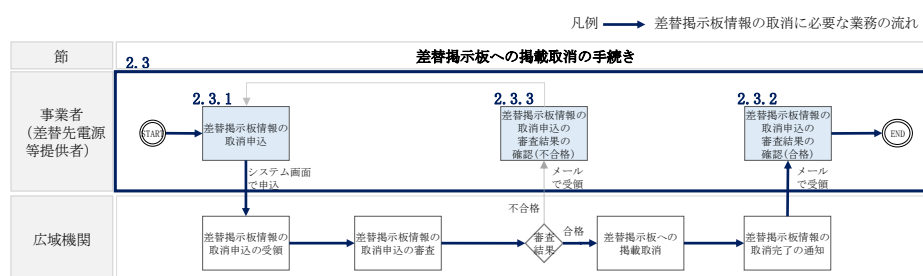 凡例
差替掲示板情報の取消に必要な業務の流れ
節
2.3
差替掲示板への掲載取消の手続き
事業者
(差替先電源
等提供者)
START
2.3.1
差替掲示板情報の
取消申込
2.3.3
差替掲示板情報の
取消申込の
審査結果の
確認(不合格)
2.3.2
差替掲示板情報の
取消申込の
審査結果の
確認(合格)
END
システム画面
で申込
メール
で受領
メール
で受領
広域機関
差替掲示板情報の
取消申込の受領
差替掲示板情報の
取消申込の審査
不合格
審査
結果
合格
差替掲示板への
掲載取消
差替掲示板情報の
取消完了の通知